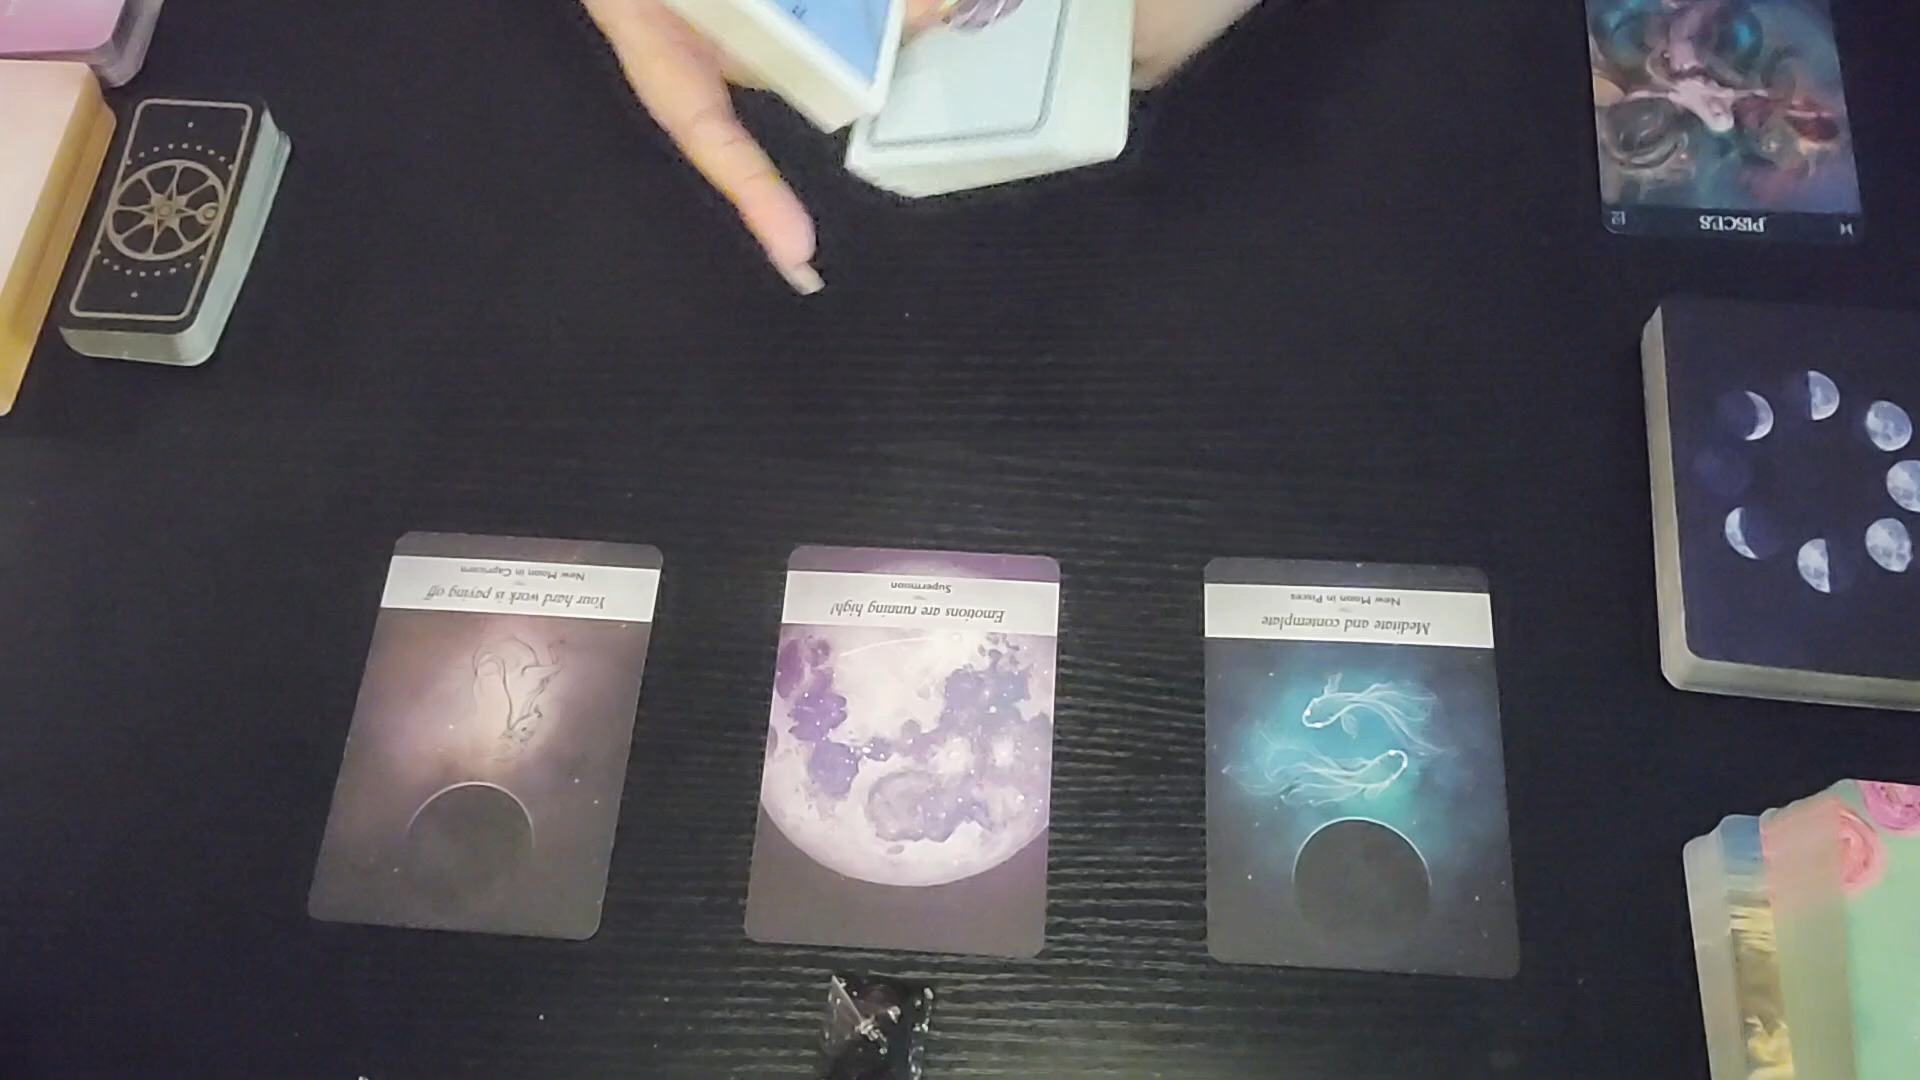 PISCES
12
Your hard work is paying off
New Moon in Capricorn
Emotions are running high!
Supermoon
Meditate and contemplate
New Moon in Pisces